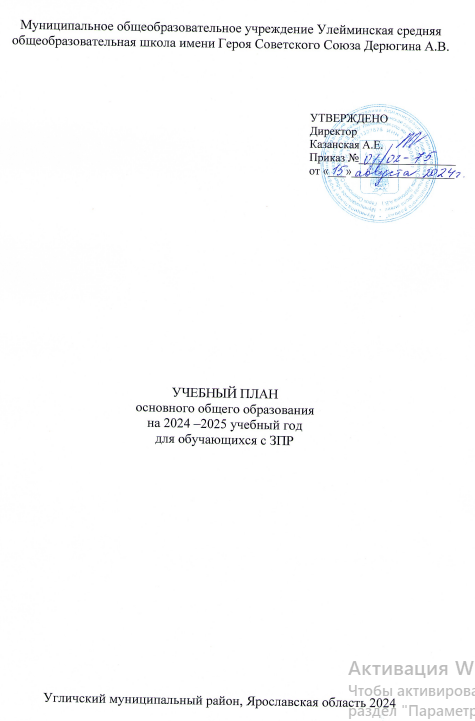 Муниципальное общеобразовательное учреждение Улейминская средняя
общеобразовательная школа имени Героя Советского Союза Дерюгина А.В.
УТВЕРЖДЕНО
Директор
Казанская А.Е.
Приказ № 01/02-75
от « 15 » августа 2024г.
УЧЕБНЫЙ ПЛАН
основного общего образования
на 2024 –2025 учебный год
для обучающихся с ЗПР
Угличский муниципальный район, Ярославская область 2024
Активация W
Чтобы активирова
раздел "Параметр